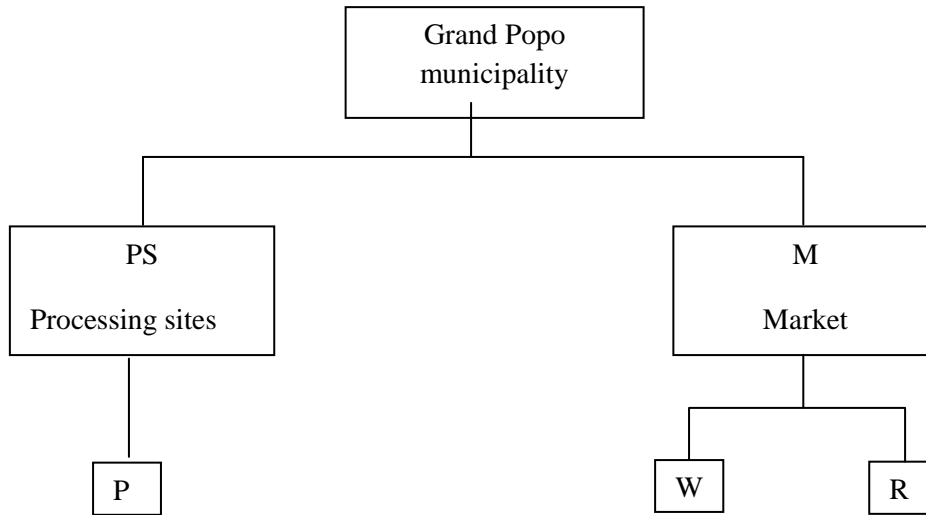 Grand Popo
municipality
PS
Processing sites
M
Market
P
W
R